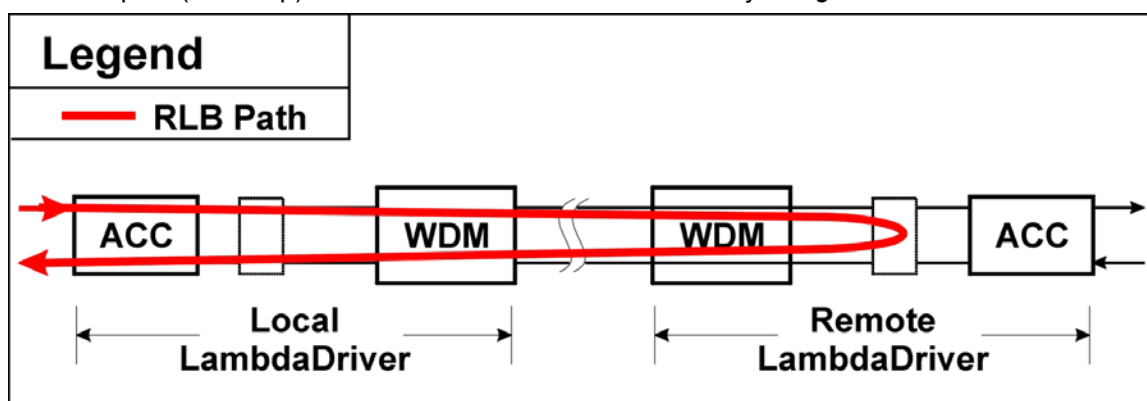 Legend
RLB Path
ACC
WDM
WDM
ACC
Local
LambdaDriver
Remote
LambdaDriver